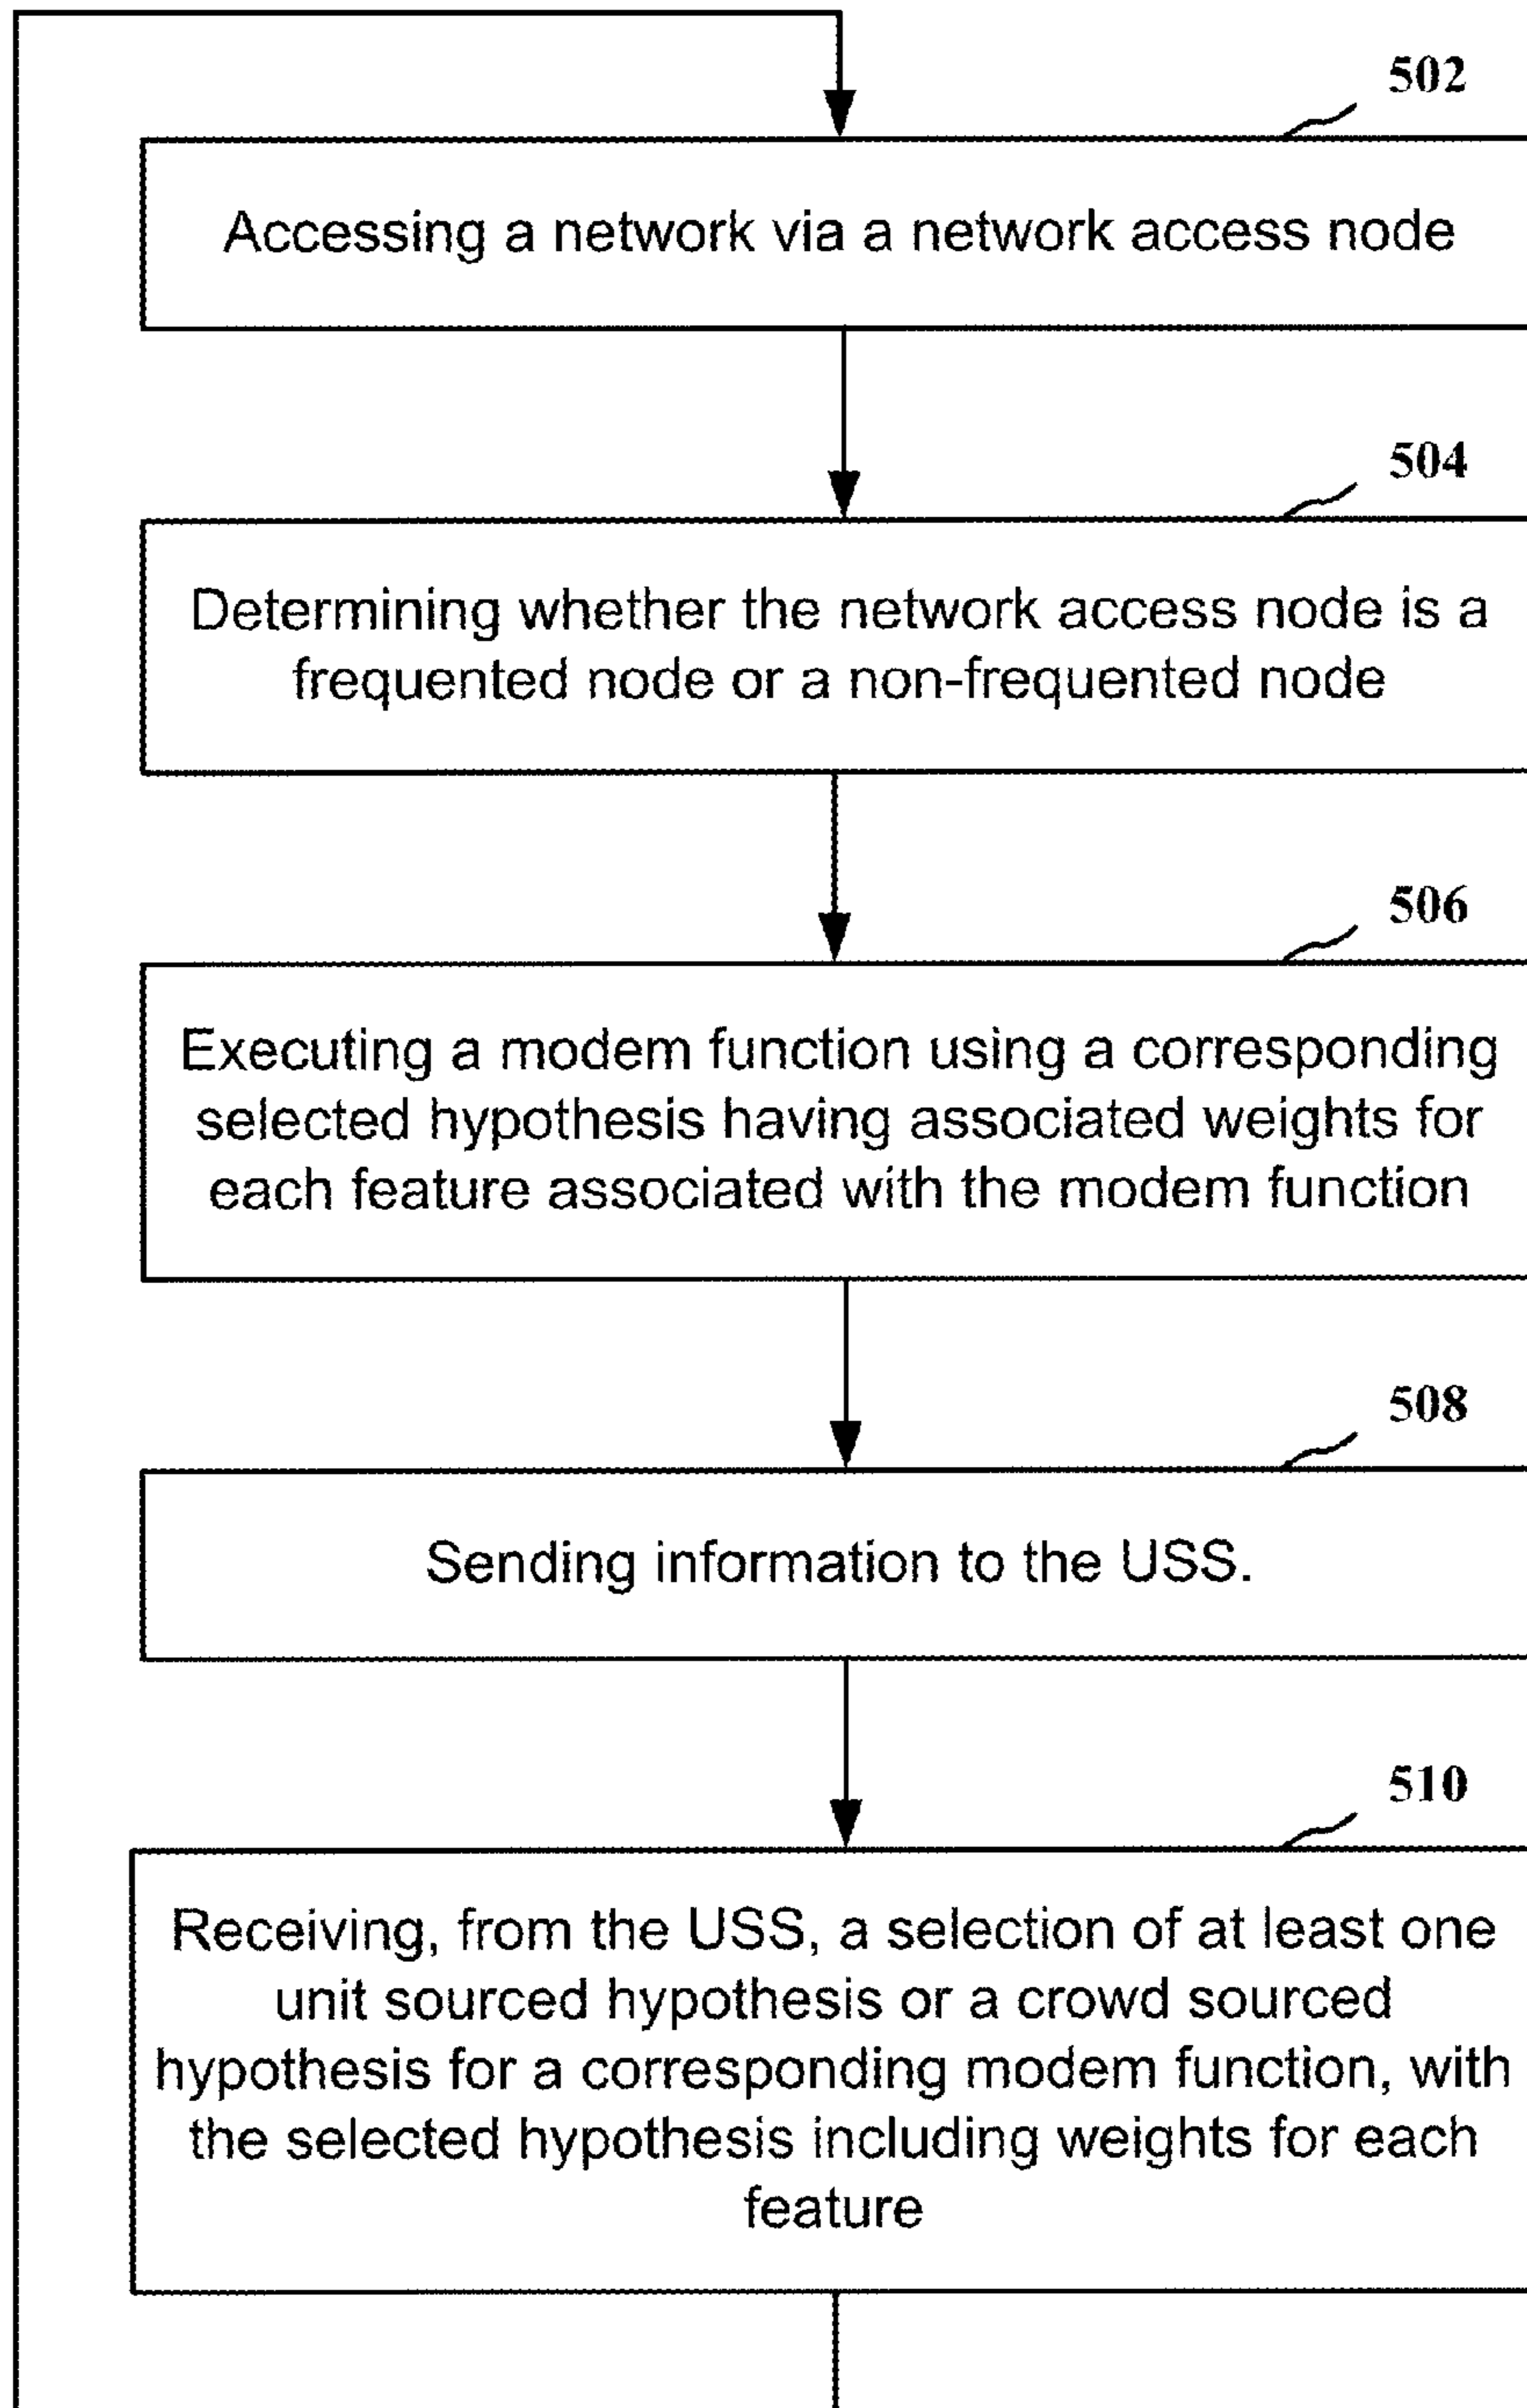 502
Accessing a network via a network access node
504
Determining whether the network access node is a
frequented node or a non-frequented node
506
Executing a modem function using a corresponding
selected hypothesis having associated weights for
each feature associated with the modem function
508
Sending information to the USS.
510
Receiving, from the USS, a selection of at least one
unit sourced hypothesis or a crowd sourced
hypothesis for a corresponding modem function, with
the selected hypothesis including weights for each
feature